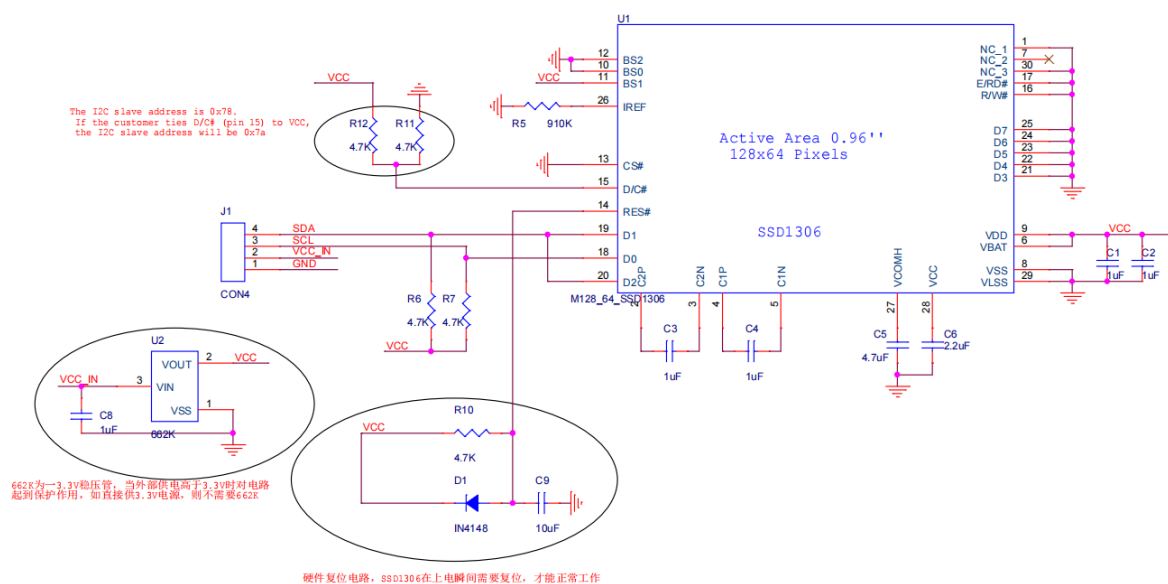 U1
12
BS2
10
BS0
11
BS1
VCC
26
IREF
R5
910K
13
CS#
15
D/C#
14
RES#
19
D1
18
D0
20
D2
NC_1
1
NC_2
7
NC_3
30
E/RD#
17
R/W#
16
D7
25
D6
24
D5
23
D4
22
D3
21
VDD
9
VBAT
6
VSS
8
VLSS
29
VCC
C1
1uF
C2
1uF
Active Area 0.96''
128x64 Pixels
SSD1306
M128_64_SSD1306
C2P
2
C2N
3
C1P
4
C1N
5
VCOMH
27
VCC
28
C3
1uF
C4
1uF
C5
4.7uF
C6
2.2uF
VCC
R12
4.7K
R11
4.7K
The I2C slave address is 0x78.
If the customer ties D/C# (pin 15) to VCC,
the I2C slave address will be 0x7a
J1
4
SDA
3
SCL
2
VCC_IN
1
GND
CON4
R6
4.7K
R7
4.7K
VCC
U2
VOUT
2
VCC
VCC_IN
3
VIN
VSS
1
C8
1uF
662K
662K为一3.3V稳压管，当外部供电高于3.3V时对电路
起到保护作用，如直接供3.3V电源，则不需要662K
R10
VCC
4.7K
D1
C9
IN4148
10uF
硬件复位电路，SSD1306在上电瞬间需要复位，才能正常工作